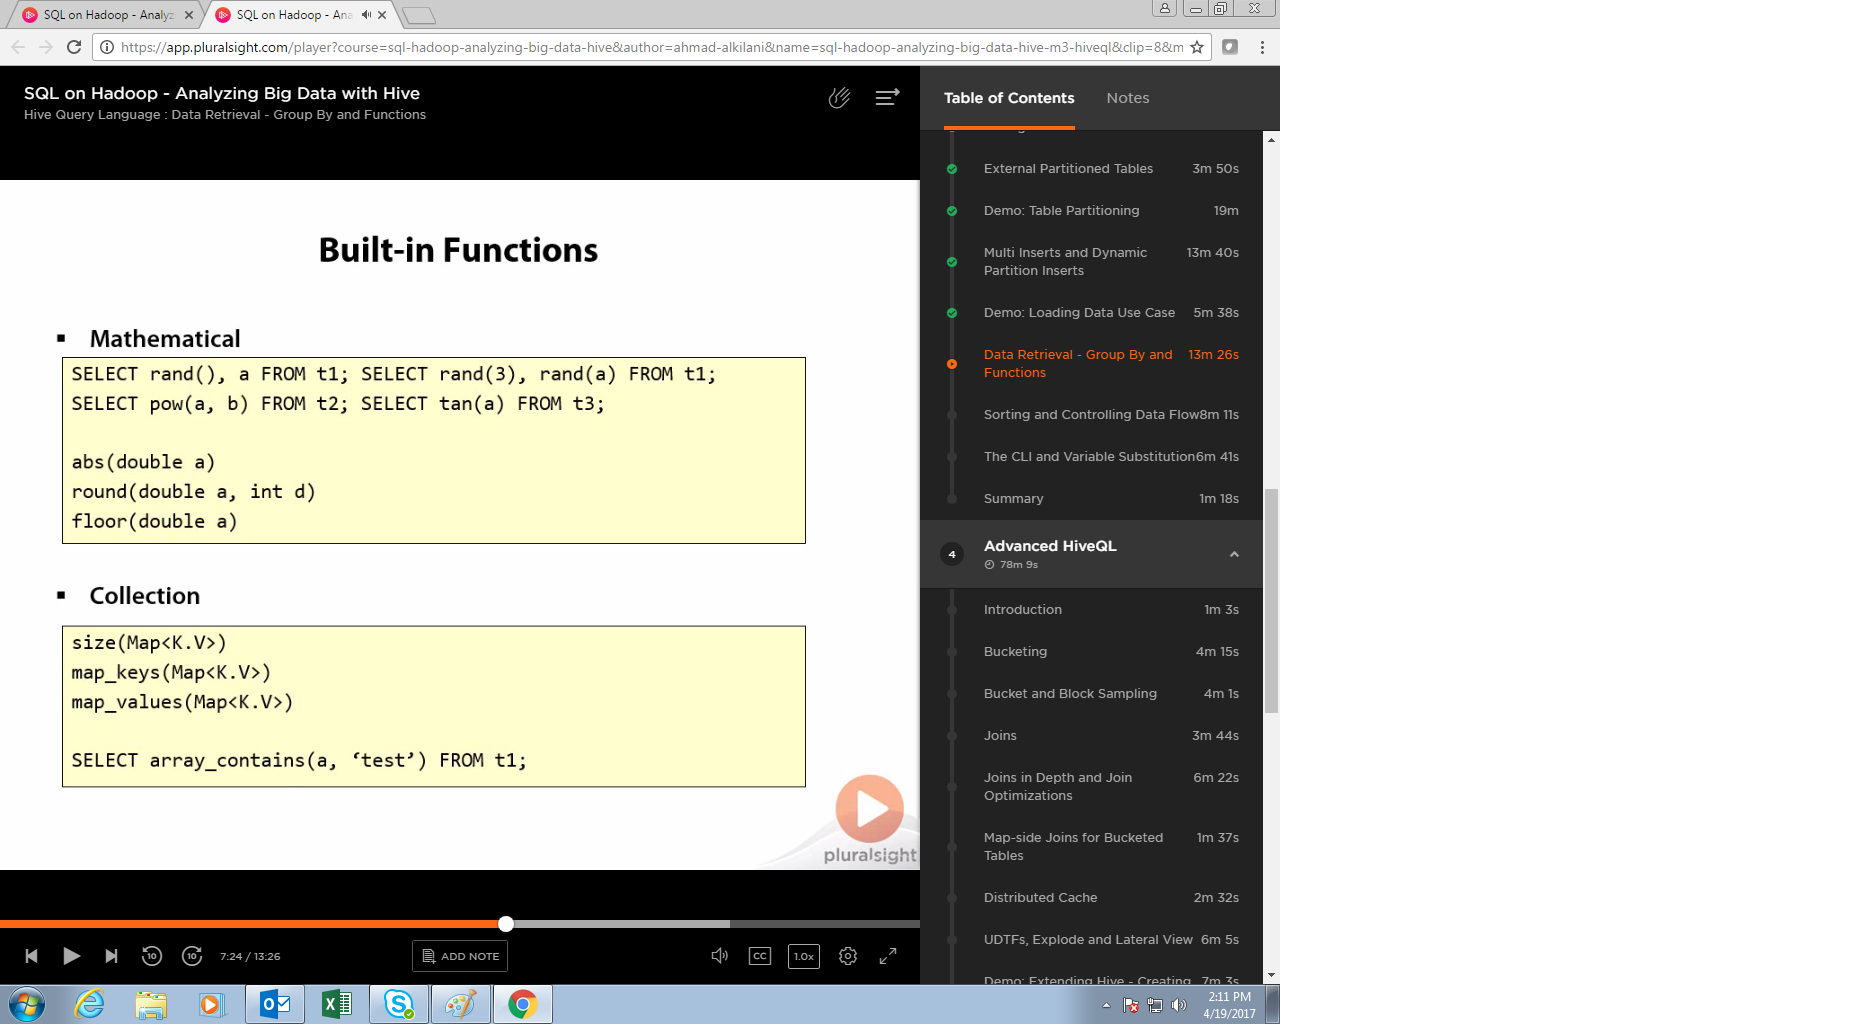 SQL on Hadoop - Analyz
SQL on Hadoop - Ana
https://app.pluralsight.com/player?course=sql-hadoop-analyzing-big-data-hive&author=ahmad-alkilani&name=sql-hadoop-analyzing-big-data-hive-m3-hiveql&clip=8&m
SQL on Hadoop - Analyzing Big Data with Hive
Hive Query Language : Data Retrieval - Group By and Functions
Built-in Functions
▪ Mathematical
SELECT rand(), a FROM t1; SELECT rand(3), rand(a) FROM t1;
SELECT pow(a, b) FROM t2; SELECT tan(a) FROM t3;
abs(double a)
round(double a, int d)
floor(double a)
▪ Collection
size(Map<K.V>)
map_keys(Map<K.V>)
map_values(Map<K.V>)
SELECT array_contains(a, ‘test’) FROM t1;
pluralsight
10
10
7:24 / 13:26
ADD NOTE
CC
1.0x
Table of Contents
Notes
External Partitioned Tables 3m 50s
Demo: Table Partitioning 19m
Multi Inserts and Dynamic 13m 40s
Partition Inserts
Demo: Loading Data Use Case 5m 38s
Data Retrieval - Group By and 13m 26s
Functions
Sorting and Controlling Data Flow 8m 11s
The CLI and Variable Substitution 6m 41s
Summary 1m 18s
4 Advanced HiveQL
78m 9s
Introduction 1m 3s
Bucketing 4m 15s
Bucket and Block Sampling 4m 1s
Joins 3m 44s
Joins in Depth and Join 6m 22s
Optimizations
Map-side Joins for Bucketed 1m 37s
Tables
Distributed Cache 2m 32s
UDTFs, Explode and Lateral View 6m 5s
Demo: Extending Hive - Creating 7m 3s
2:11 PM
4/19/2017